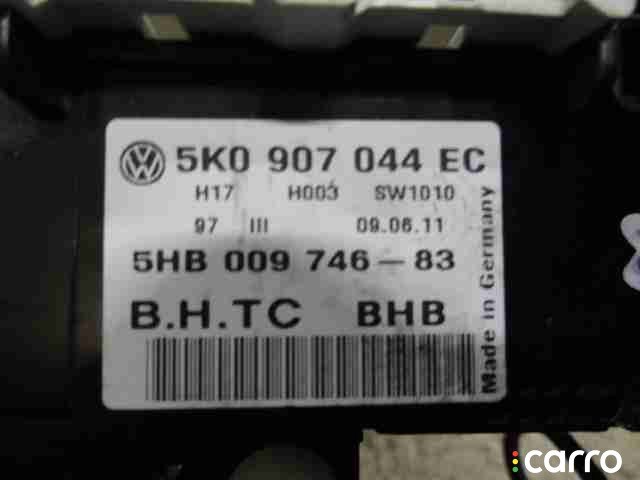 5K0 907 044 EC
H17 H003 SW1010
97 III 09.06.11
5HB 009 746-83
B.H.TC BHB
Made in Germany
carro